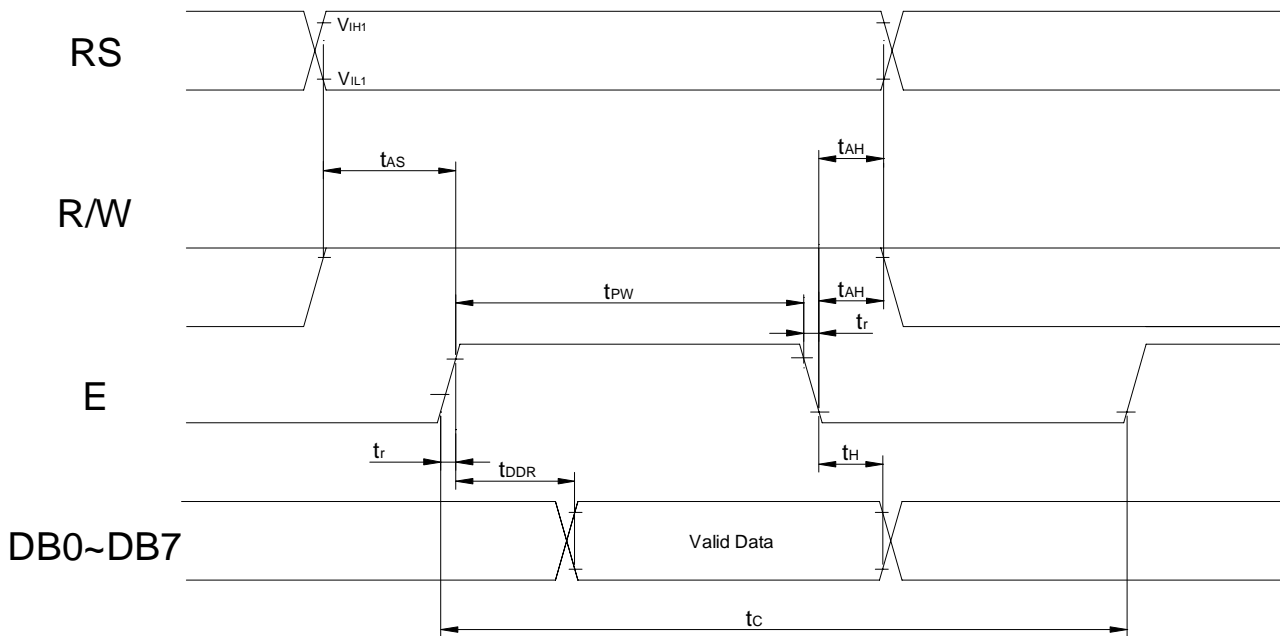 RS
VIH1
VIL1
tAS
tAH
R/W
tPW
tAH
tr
E
tr
tDDR
tH
DB0~DB7
Valid Data
tC